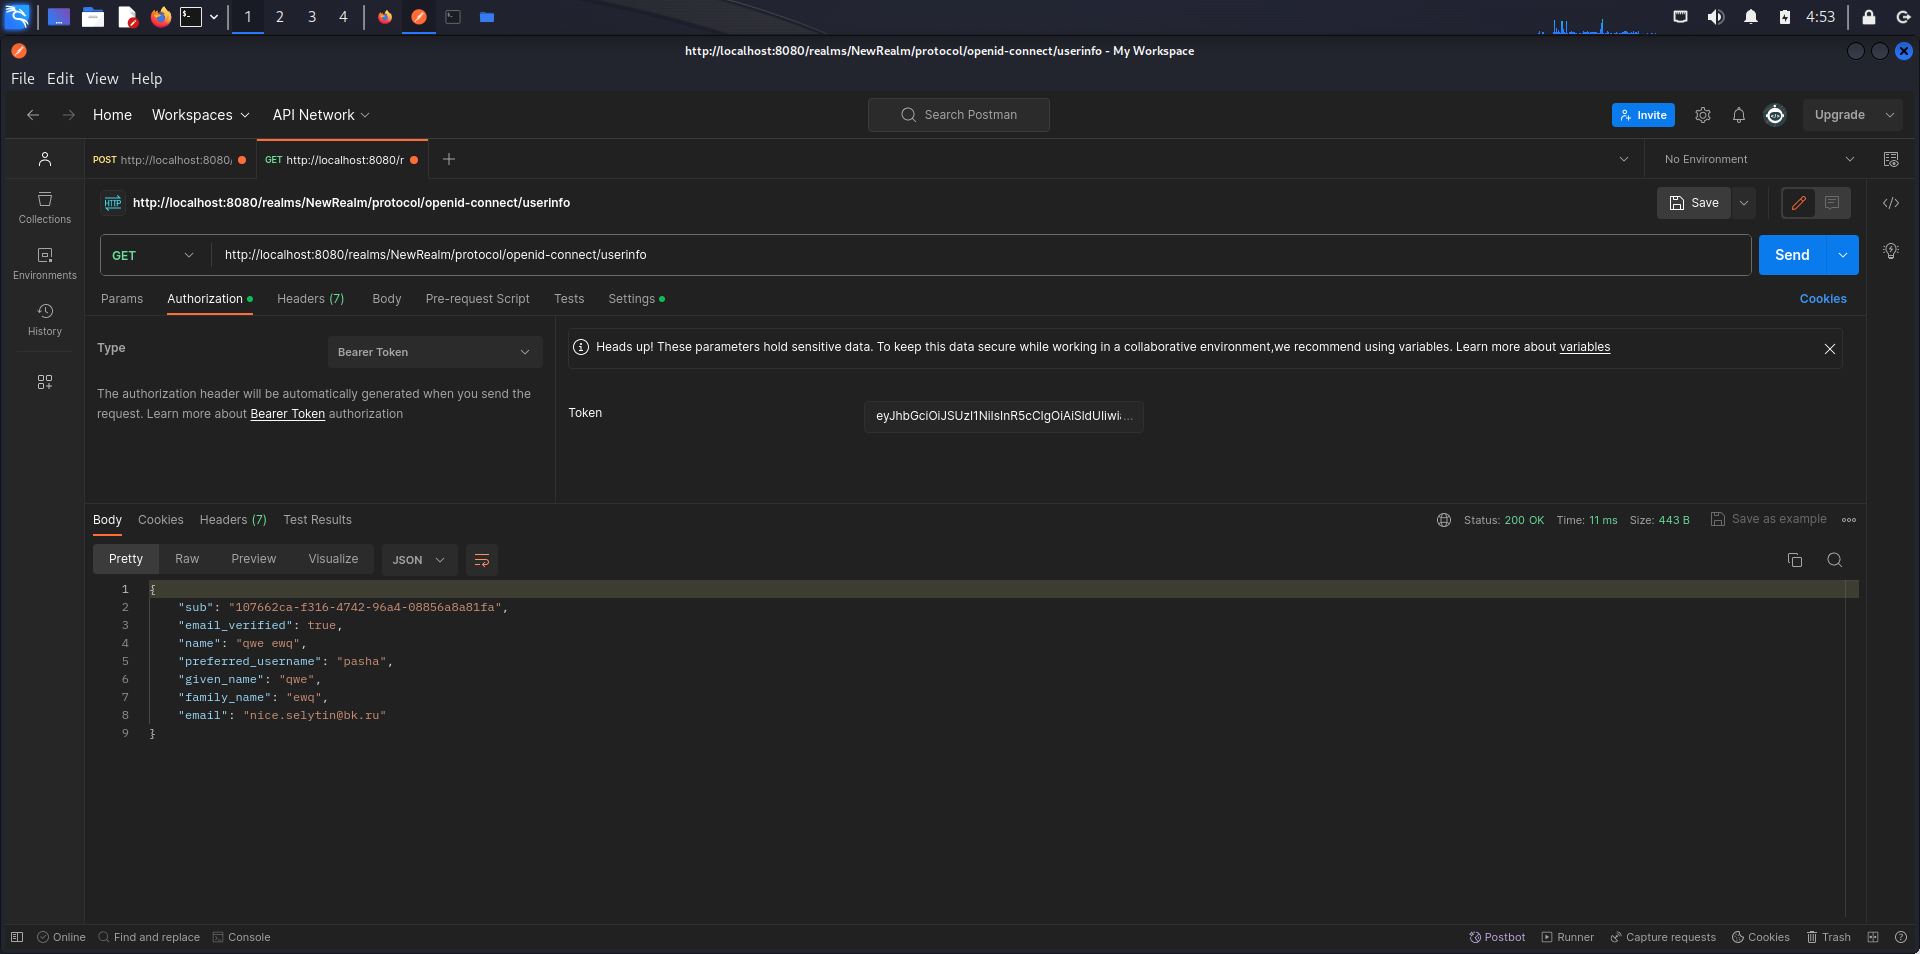 1 2 3 4 4:53
http://localhost:8080/realms/NewRealm/protocol/openid-connect/userinfo - My Workspace
File Edit View Help
Home Workspaces API Network Search Postman Invite Upgrade
POST http://localhost:8080/ GET http://localhost:8080/r No Environment
HTTP http://localhost:8080/realms/NewRealm/protocol/openid-connect/userinfo Save
Collections
GET http://localhost:8080/realms/NewRealm/protocol/openid-connect/userinfo Send
Environments
Params Authorization Headers (7) Body Pre-request Script Tests Settings Cookies
History
Type Bearer Token
Heads up! These parameters hold sensitive data. To keep this data secure while working in a collaborative environment,we recommend using variables. Learn more about variables
The authorization header will be automatically generated when you send the
request. Learn more about Bearer Token authorization
Token eyJhbGciOiJSUzI1NiIsInR5cCIgOiAiSldUIiwi...
Body Cookies Headers (7) Test Results Status: 200 OK Time: 11 ms Size: 443 B Save as example
Pretty Raw Preview Visualize JSON
1 {
2 "sub": "107662ca-f316-4742-96a4-08856a8a81fa",
3 "email_verified": true,
4 "name": "qwe ewq",
5 "preferred_username": "pasha",
6 "given_name": "qwe",
7 "family_name": "ewq",
8 "email": "nice.selytin@bk.ru"
9 }
Online Find and replace Console Postbot Runner Capture requests Cookies Trash